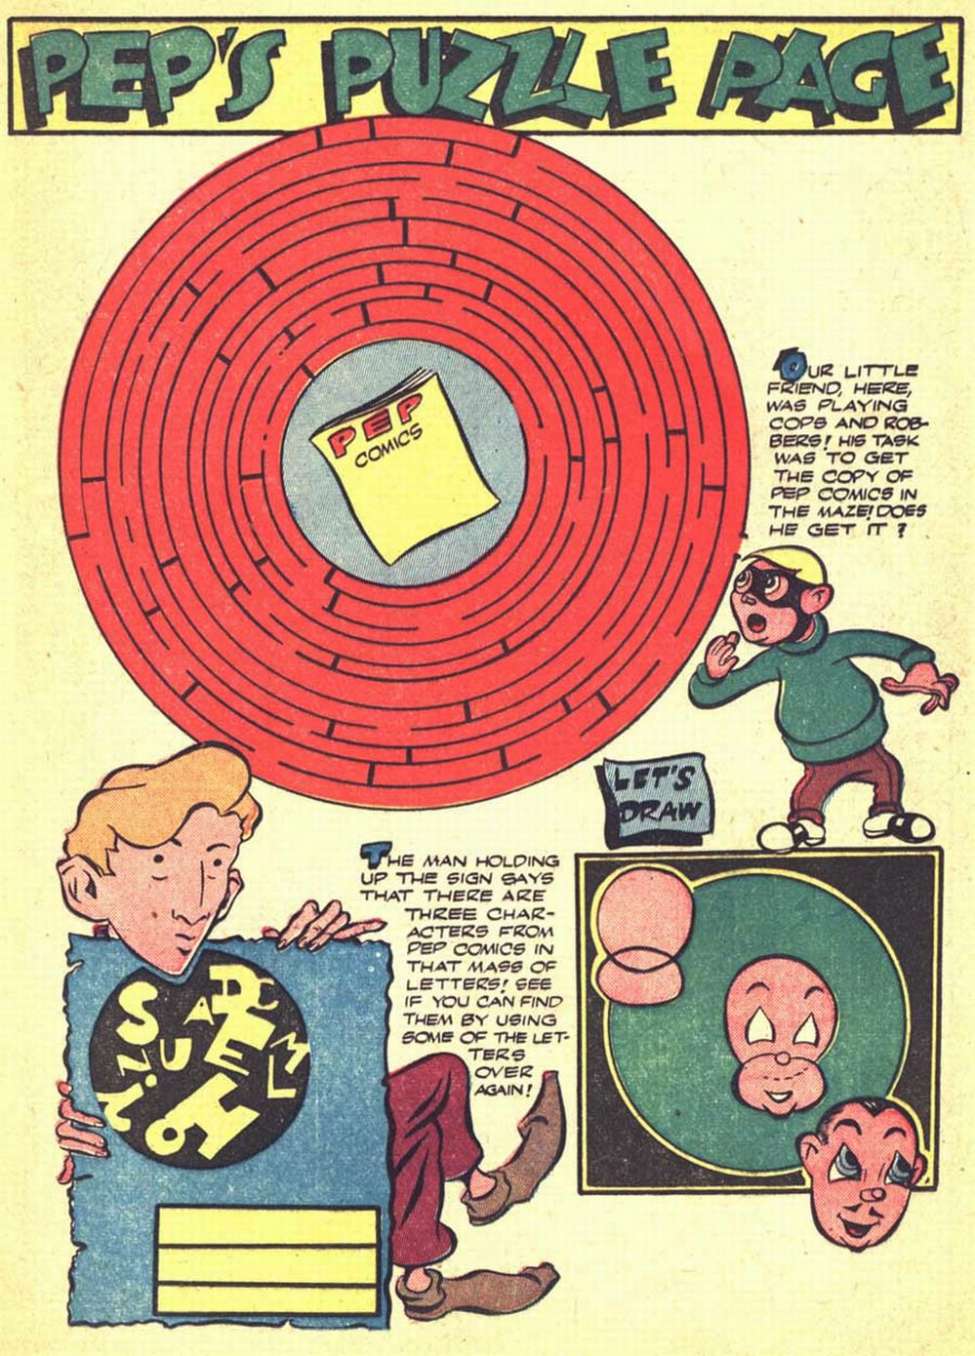 PEP'S PUZZLE PAGE
PEP
COMICS
OUR LITTLE
FRIEND, HERE,
WAS PLAYING
COPS AND ROB-
BERS! HIS TASK
WAS TO GET
THE COPY OF
PEP COMICS IN
THE MAZE! DOES
HE GET IT?
LET'S
DRAW
THE MAN HOLDING
UP THE SIGN SAYS
THAT THERE ARE
THREE CHAR-
ACTERS FROM
PEP COMICS IN
THAT MASS OF
LETTERS! SEE
IF YOU CAN FIND
THEM BY USING
SOME OF THE LET-
TERS
OVER
AGAIN!